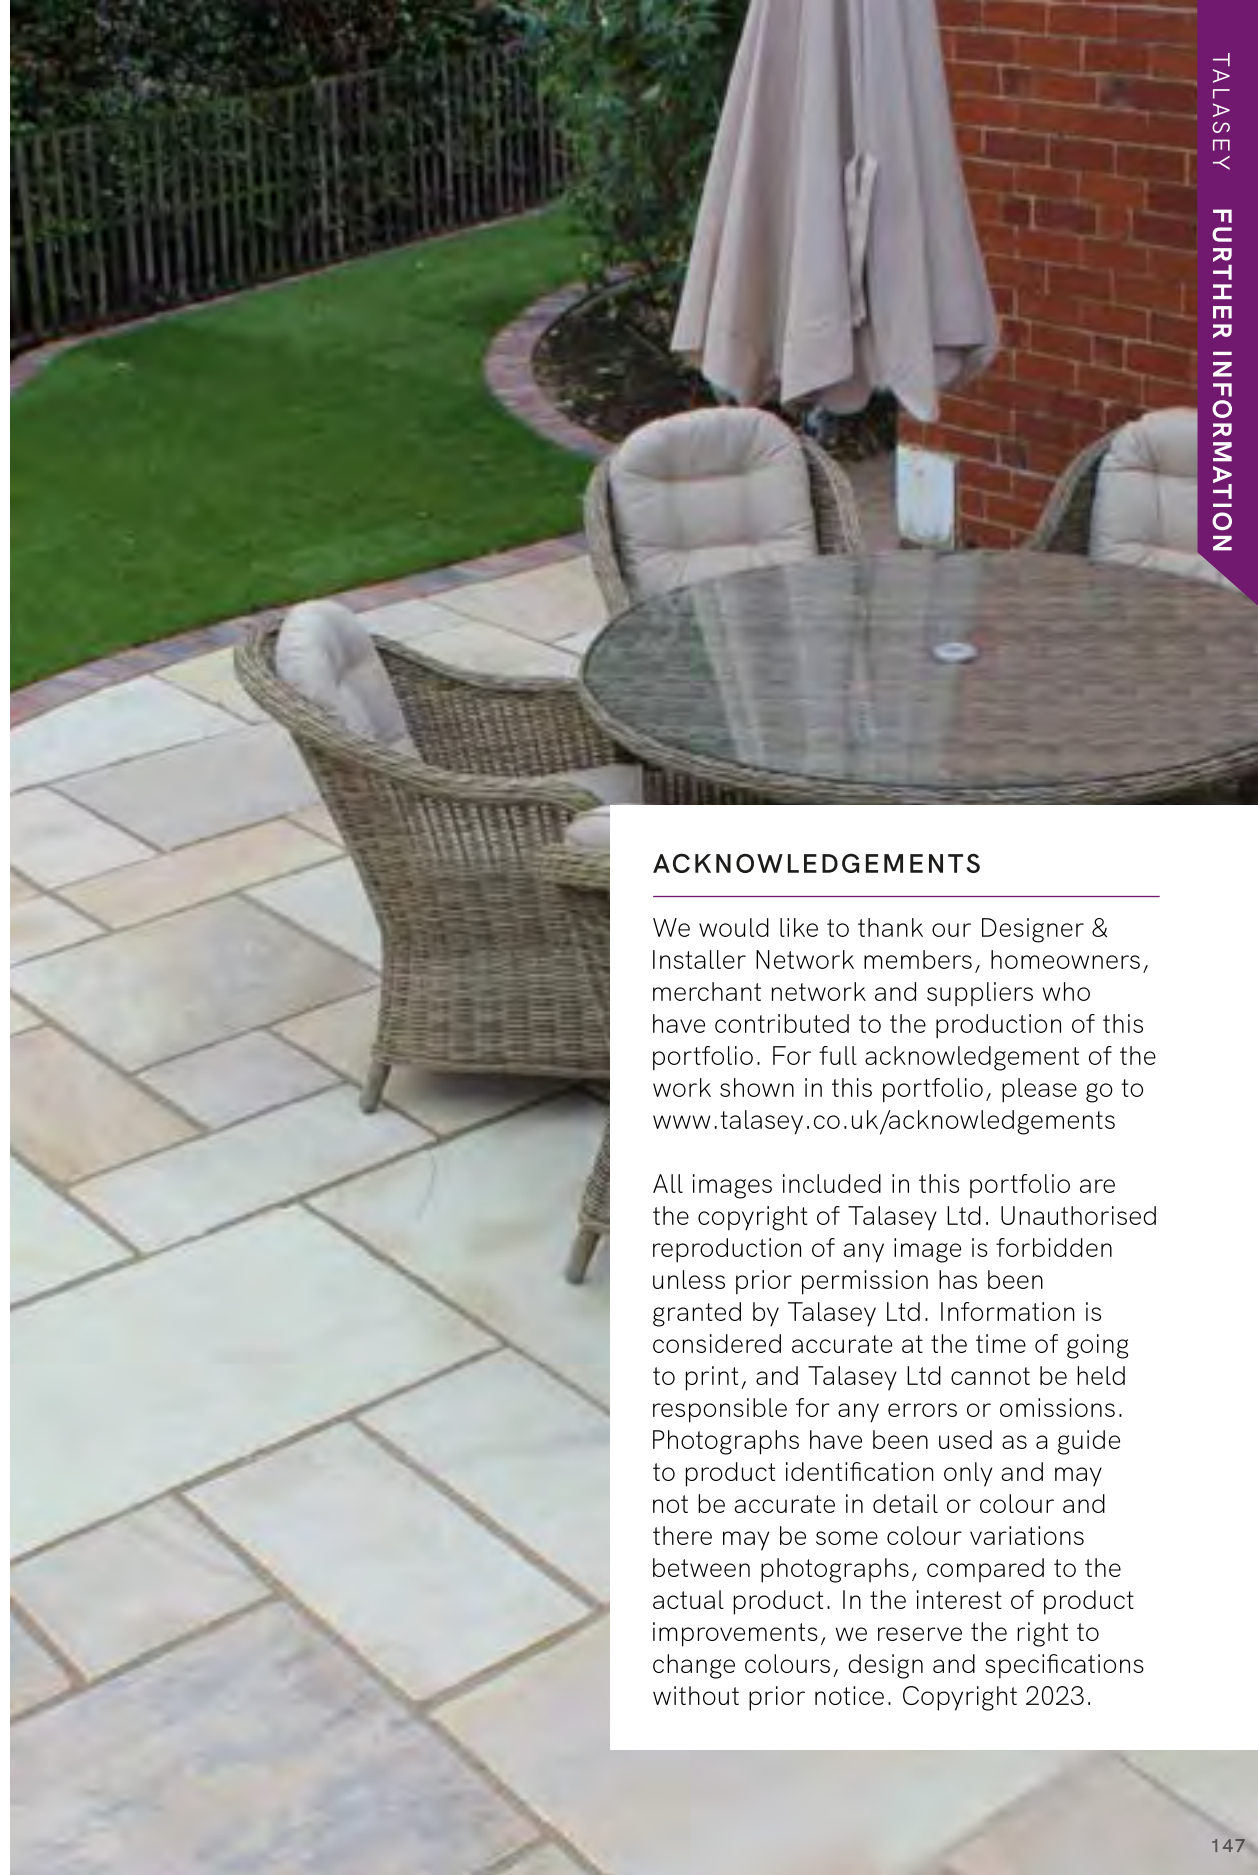 TALASEY FURTHER INFORMATION
ACKNOWLEDGEMENTS
We would like to thank our Designer &
Installer Network members, homeowners,
merchant network and suppliers who
have contributed to the production of this
portfolio. For full acknowledgement of the
work shown in this portfolio, please go to
www.talasey.co.uk/acknowledgements
All images included in this portfolio are
the copyright of Talasey Ltd. Unauthorised
reproduction of any image is forbidden
unless prior permission has been
granted by Talasey Ltd. Information is
considered accurate at the time of going
to print, and Talasey Ltd cannot be held
responsible for any errors or omissions.
Photographs have been used as a guide
to product identification only and may
not be accurate in detail or colour and
there may be some colour variations
between photographs, compared to the
actual product. In the interest of product
improvements, we reserve the right to
change colours, design and specifications
without prior notice. Copyright 2023.
147